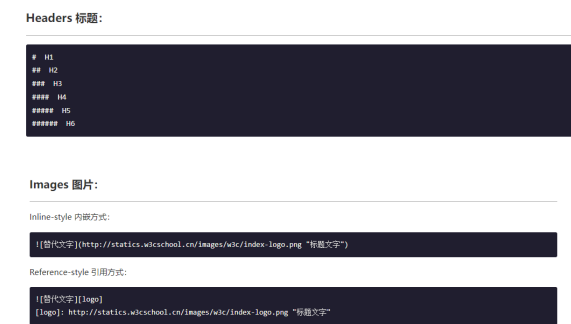 Headers 标题：
#  H1
##  H2
###  H3
####  H4
#####  H5
######  H6
Images 图片：
Inline-style 内嵌方式：
![替代文字](http://statics.w3cschool.cn/images/w3c/index-logo.png "标题文字")
Reference-style 引用方式：
![替代文字][logo]
[logo]: http://statics.w3cschool.cn/images/w3c/index-logo.png "标题文字"